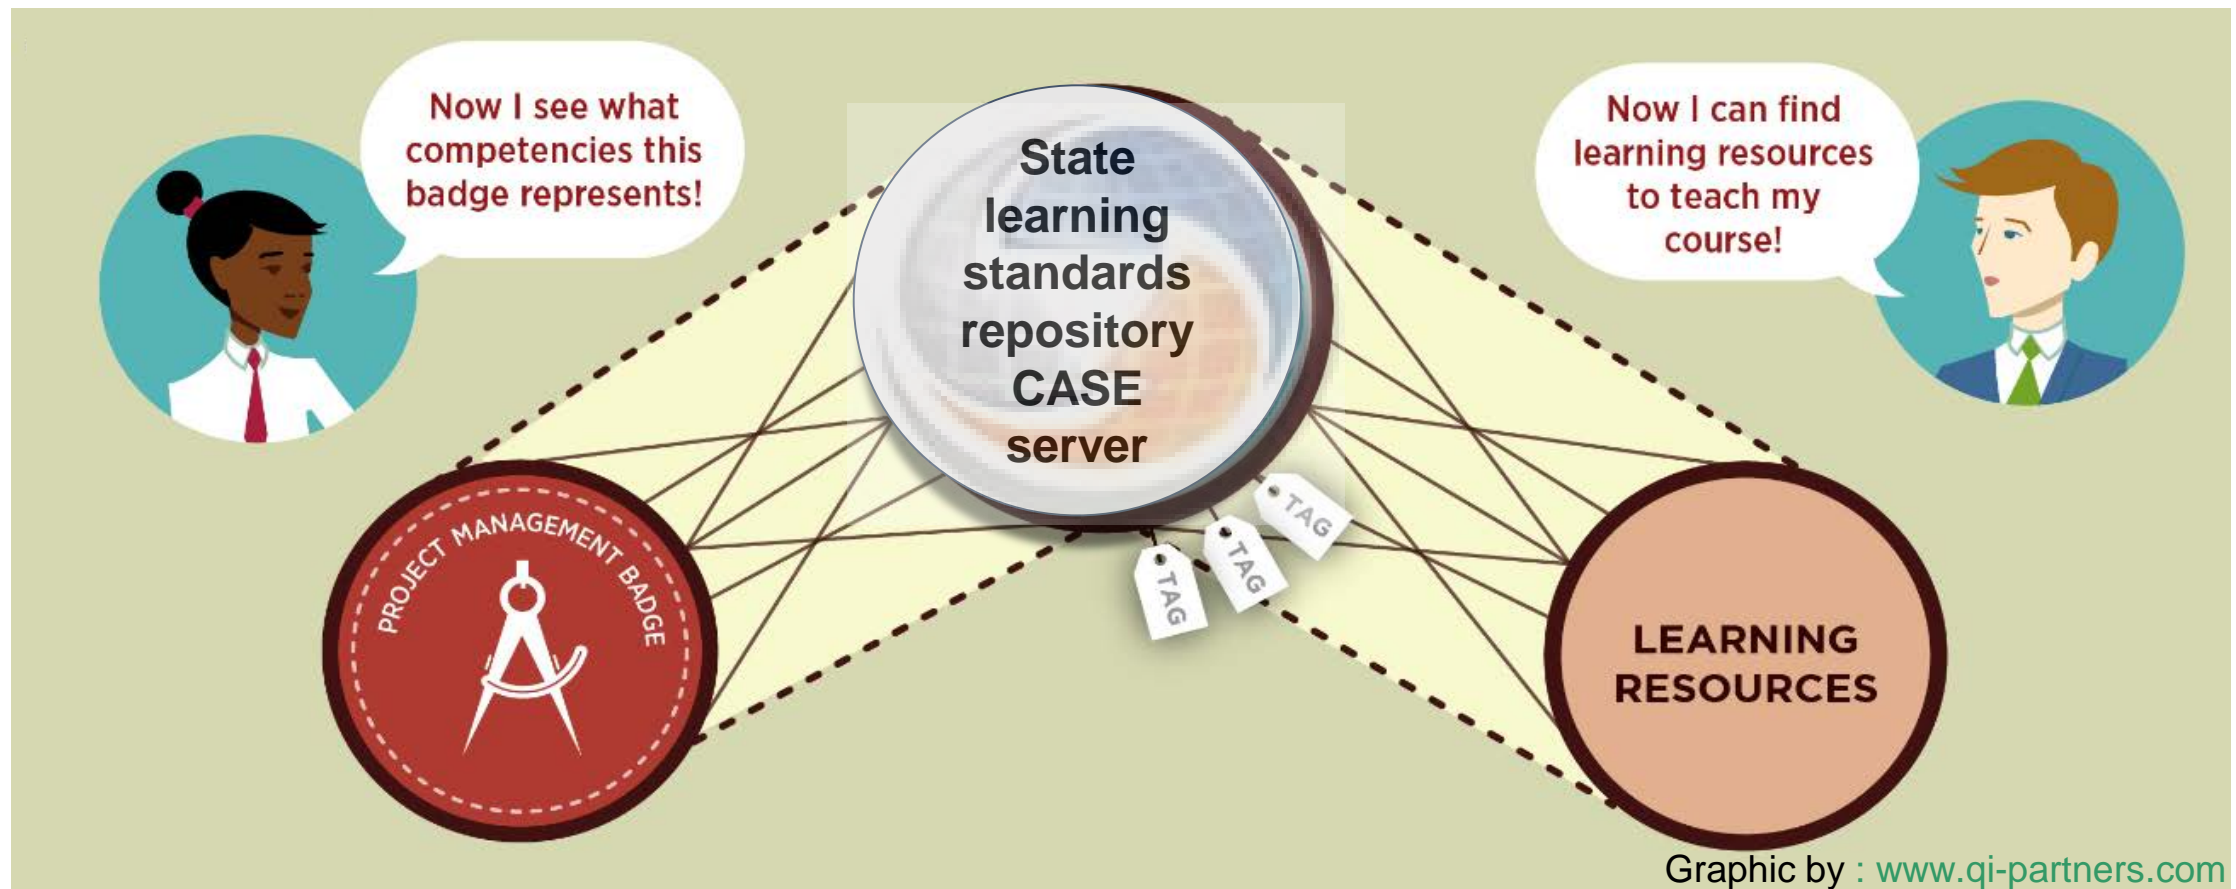 Now I see what
competencies this
badge represents!
State
learning
standards
repository
CASE
server
Now I can find
learning resources
to teach my
course!
TAG
TAG
TAG
PROJECT MANAGEMENT BADGE
LEARNING
RESOURCES
Graphic by : www.qi-partners.com